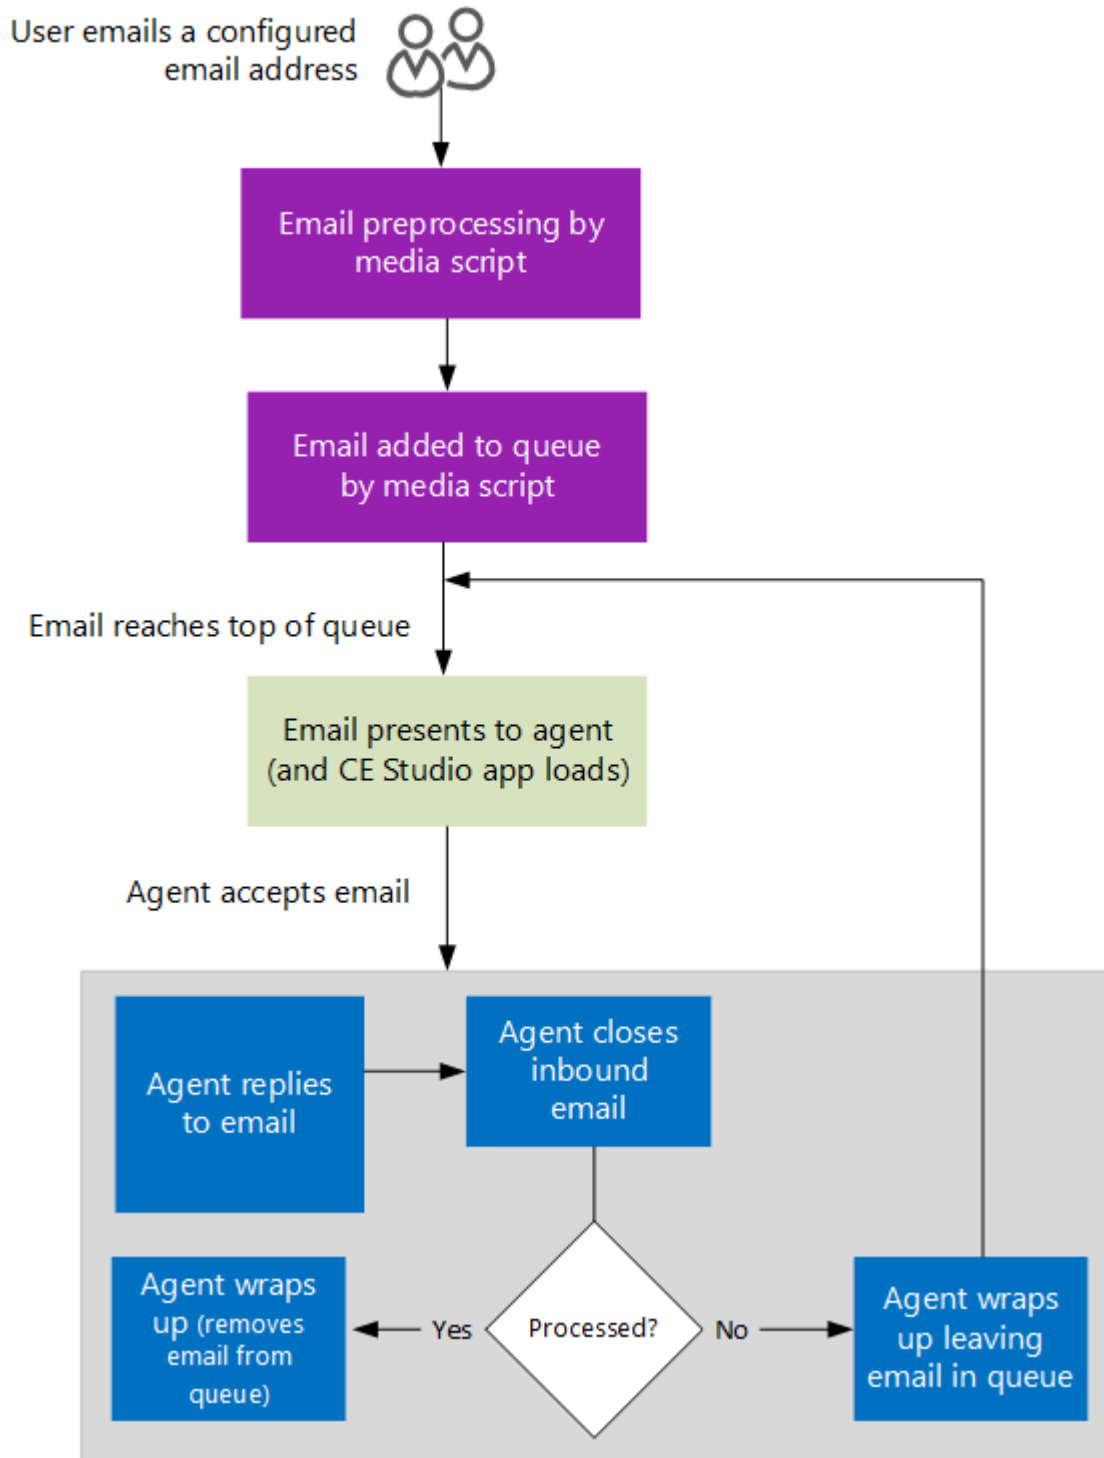 User emails a configured
email address
Email preprocessing by
media script
Email added to queue
by media script
Email reaches top of queue
Email presents to agent
(and CE Studio app loads)
Agent accepts email
Agent replies
to email
Agent closes
inbound
email
Agent wraps
up (removes
email from
queue)
Yes
Processed?
No
Agent wraps
up leaving
email in queue